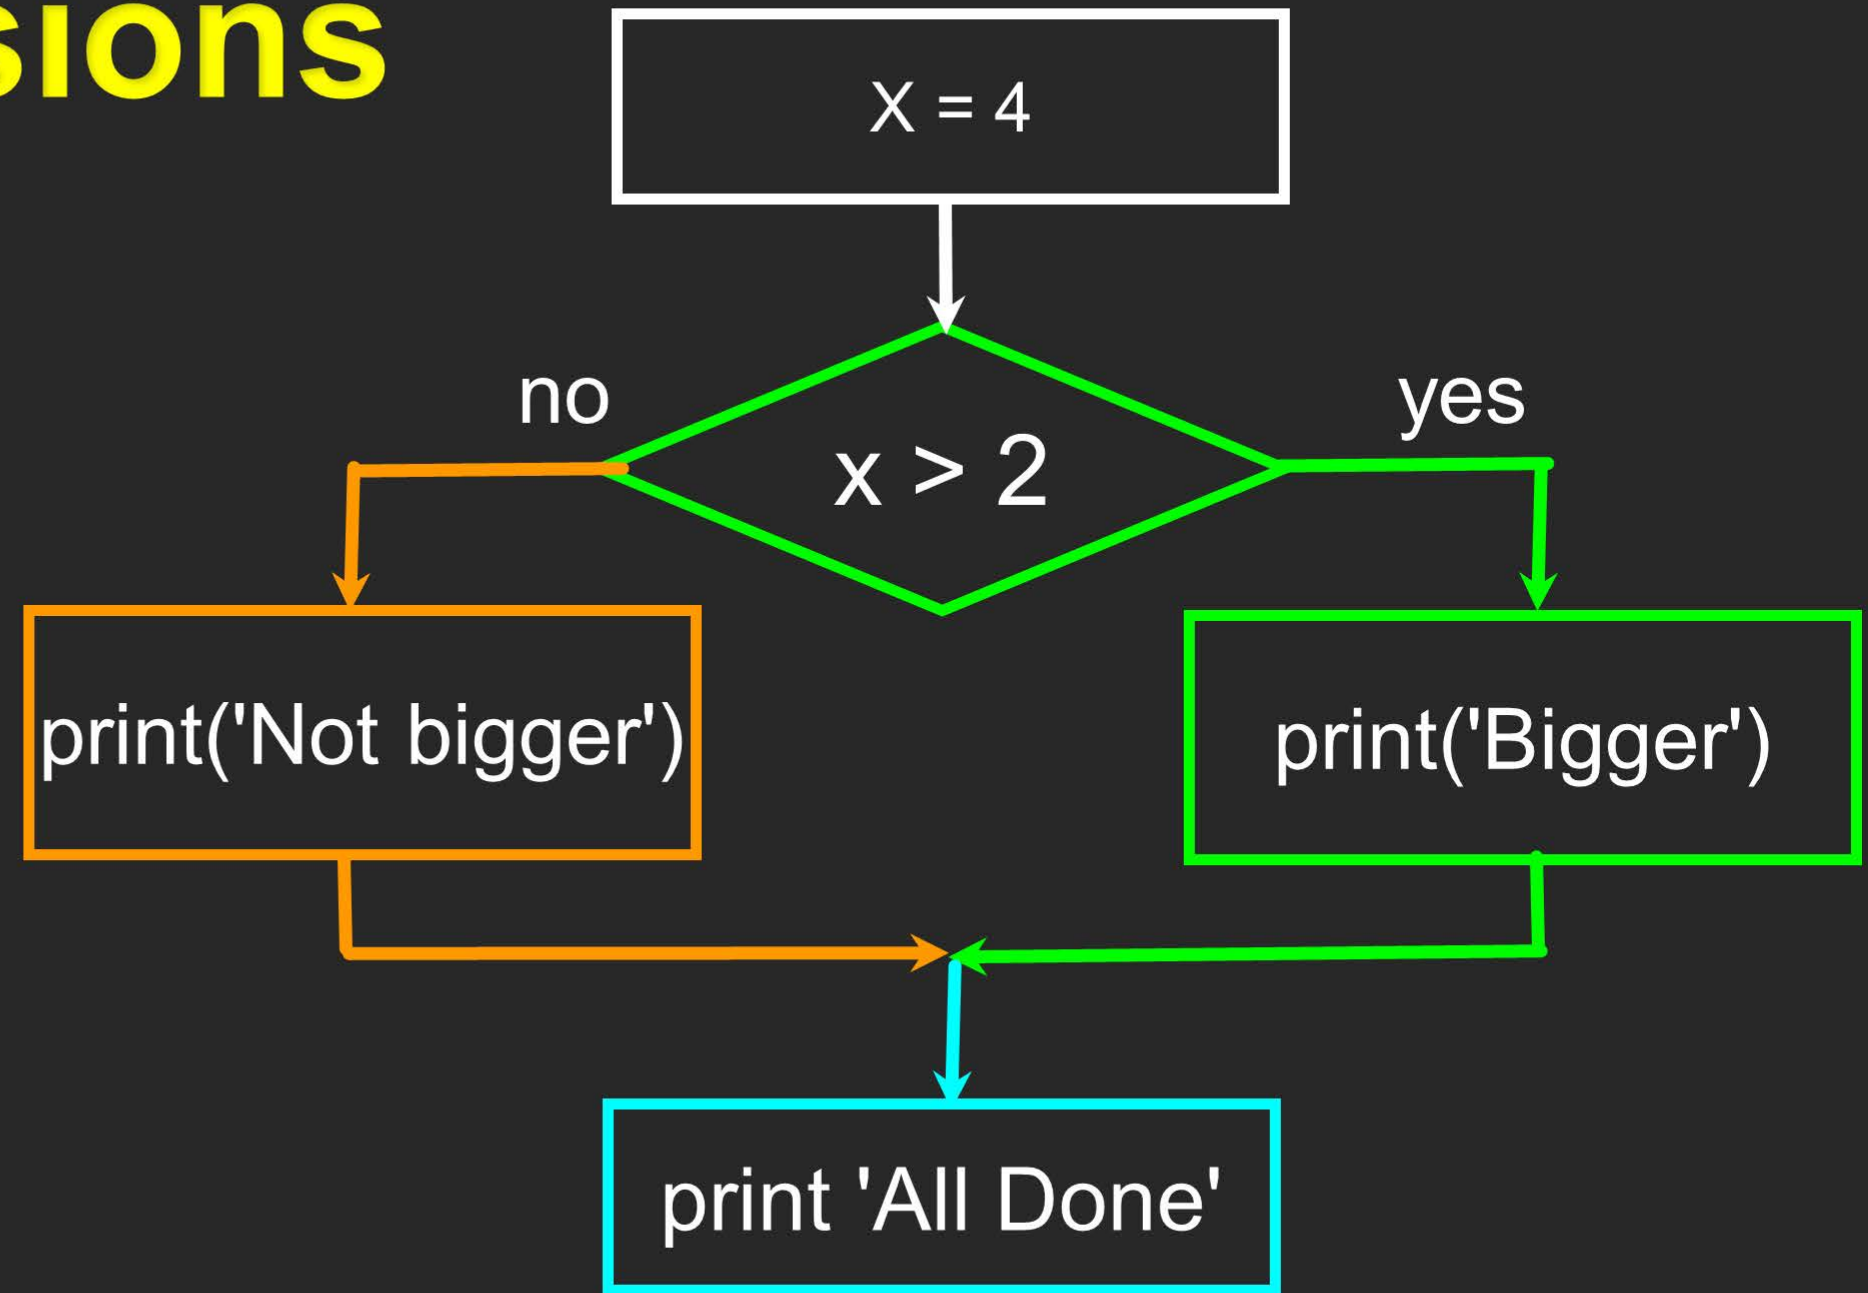 sions
X = 4
no
yes
x > 2
print('Not bigger')
print('Bigger')
print 'All Done'